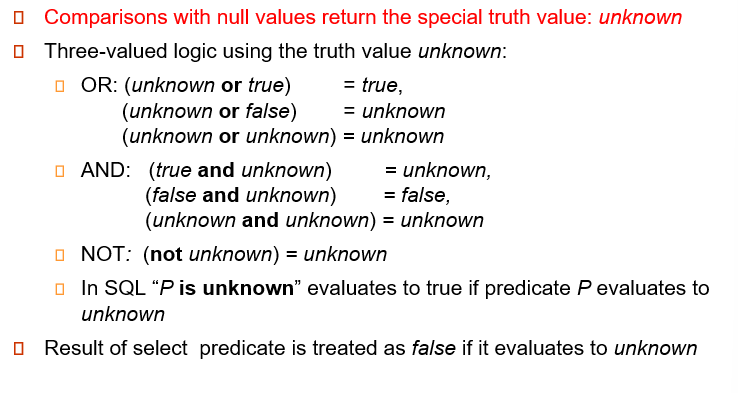 Comparisons with null values return the special truth value: unknown
Three-valued logic using the truth value unknown:
OR: (unknown or true) = true,
(unknown or false) = unknown
(unknown or unknown) = unknown
AND: (true and unknown) = unknown,
(false and unknown) = false,
(unknown and unknown) = unknown
NOT: (not unknown) = unknown
In SQL “P is unknown” evaluates to true if predicate P evaluates to
unknown
Result of select predicate is treated as false if it evaluates to unknown